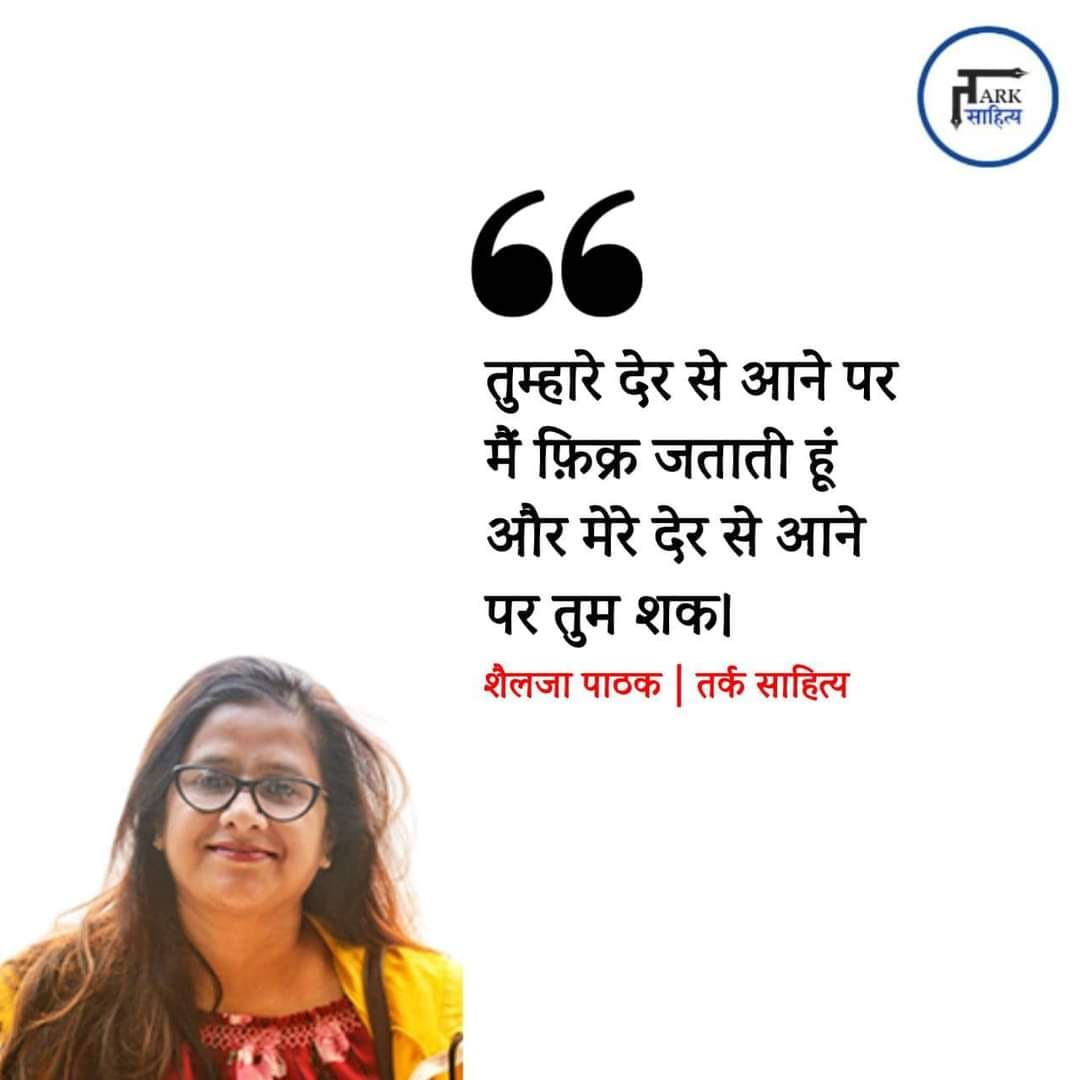 TARK
साहित्य
तुम्हारे देर से आने पर
मैं फ़िक्र जताती हूं
और मेरे देर से आने
पर तुम शक।
शैलजा पाठक | तर्क साहित्य